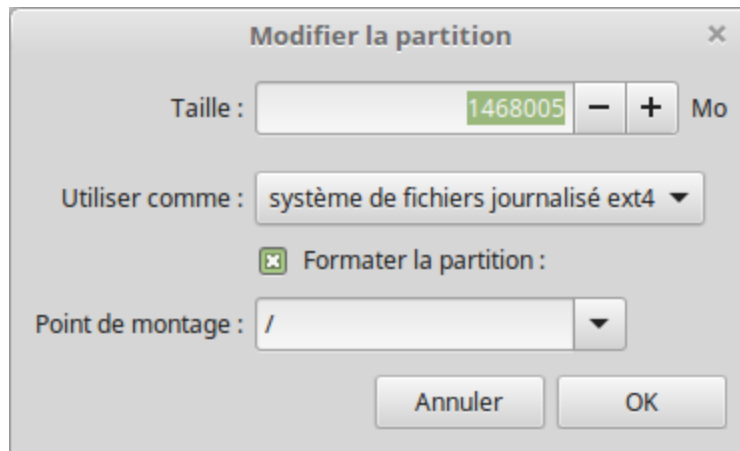 Modifier la partition
Taille : 1468005 Mo
Utiliser comme : système de fichiers journalisé ext4
Formater la partition :
Point de montage : /
Annuler OK